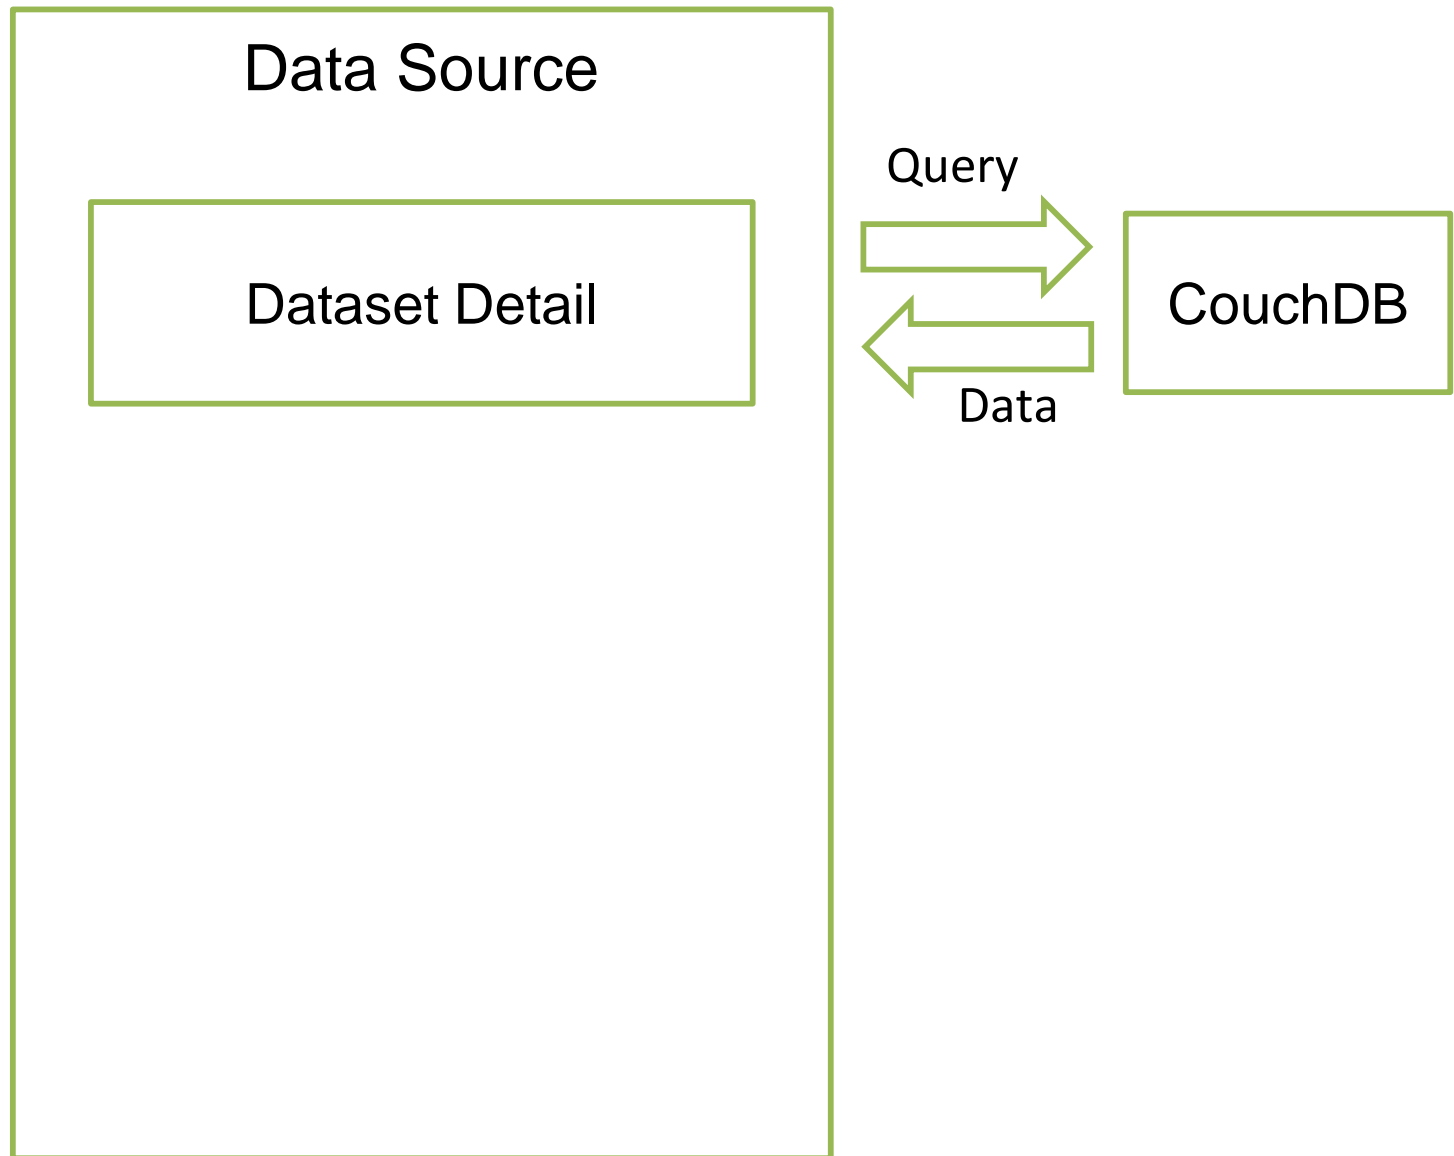 Data Source
Query
Dataset Detail
CouchDB
Data